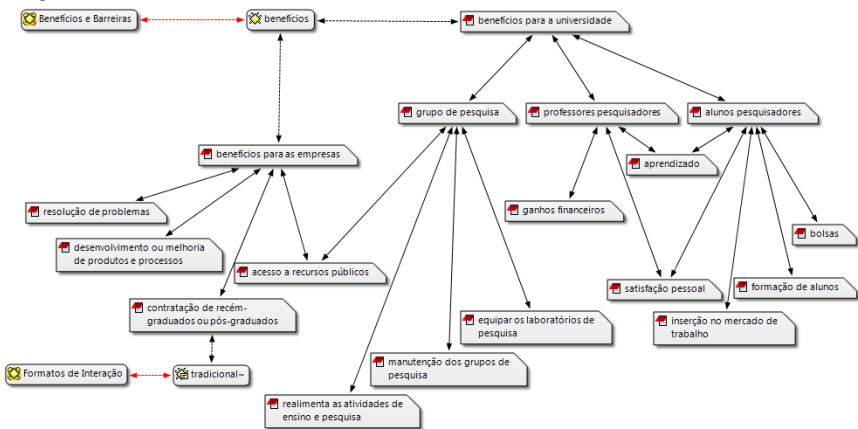 Benefícios e Barreiras
benefícios
benefícios para a universidade
grupo de pesquisa
professores pesquisadores
alunos pesquisadores
benefícios para as empresas
aprendizado
resolução de problemas
ganhos financeiros
bolsas
desenvolvimento ou melhoria
de produtos e processos
acesso a recursos públicos
satisfação pessoal
formação de alunos
contratação de recém-
graduados ou pós-graduados
equipar os laboratórios de
pesquisa
inserção no mercado de
trabalho
manutenção dos grupos de
pesquisa
Formatos de Interação
tradicional~
realimenta as atividades de
ensino e pesquisa